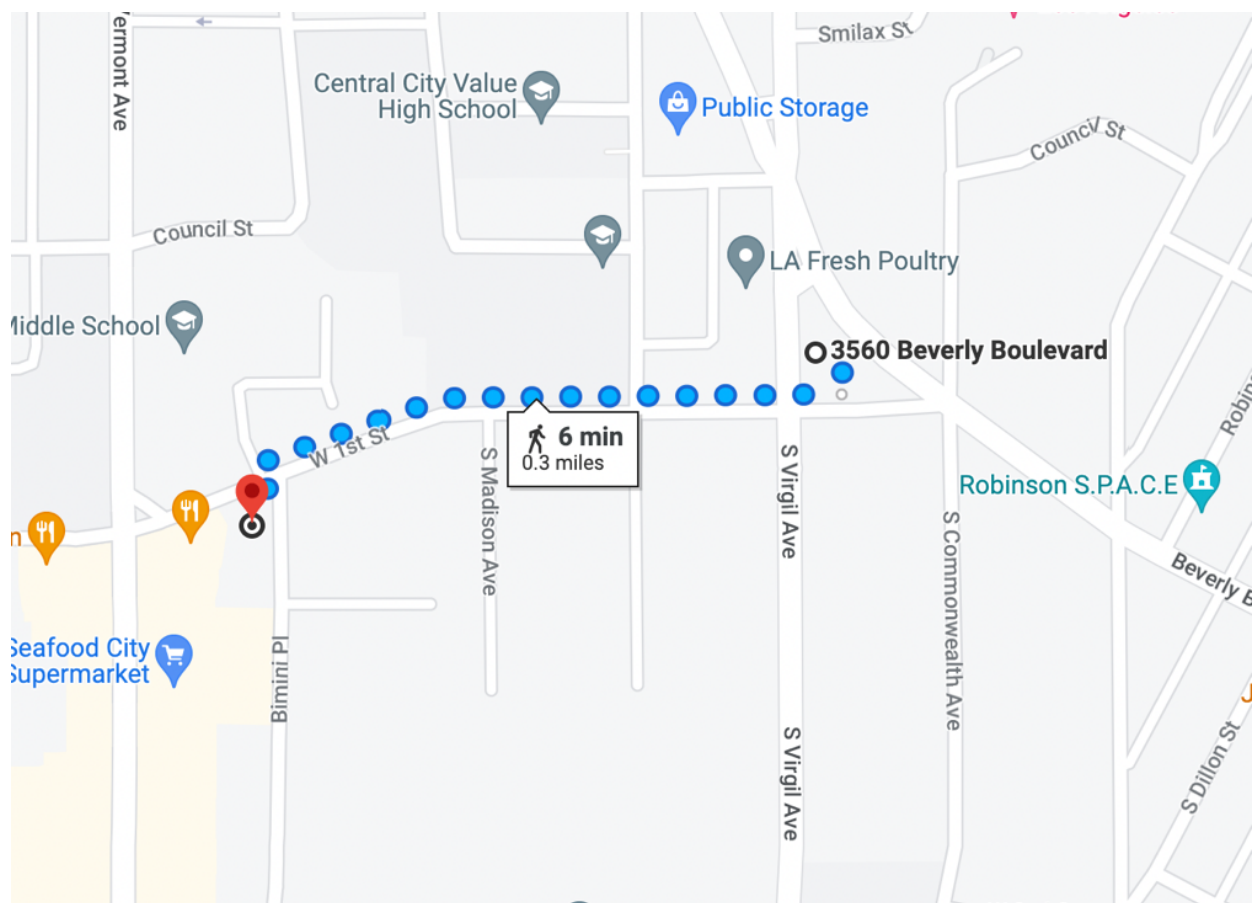 Vermont Ave
Smilax St
Central City Value
High School
Public Storage
Council St
Council St
LA Fresh Poultry
Middle School
3560 Beverly Boulevard
6 min
0.3 miles
W 1st St
S Madison Ave
S Virgil Ave
Robinson S.P.A.C.E
S Commonwealth Ave
n
Beverly B
Seafood City
Supermarket
Bimini Pl
S Virgil Ave
J
S Dillon St
Robin